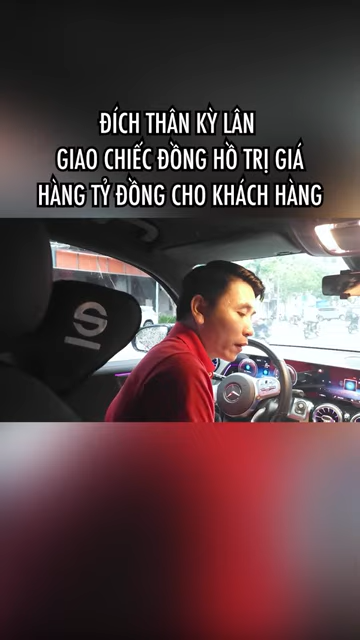 ĐÍCH THÂN KỲ LÂN
GIAO CHIẾC ĐỒNG HỒ TRỊ GIÁ
HÀNG TỶ ĐỒNG CHO KHÁCH HÀNG